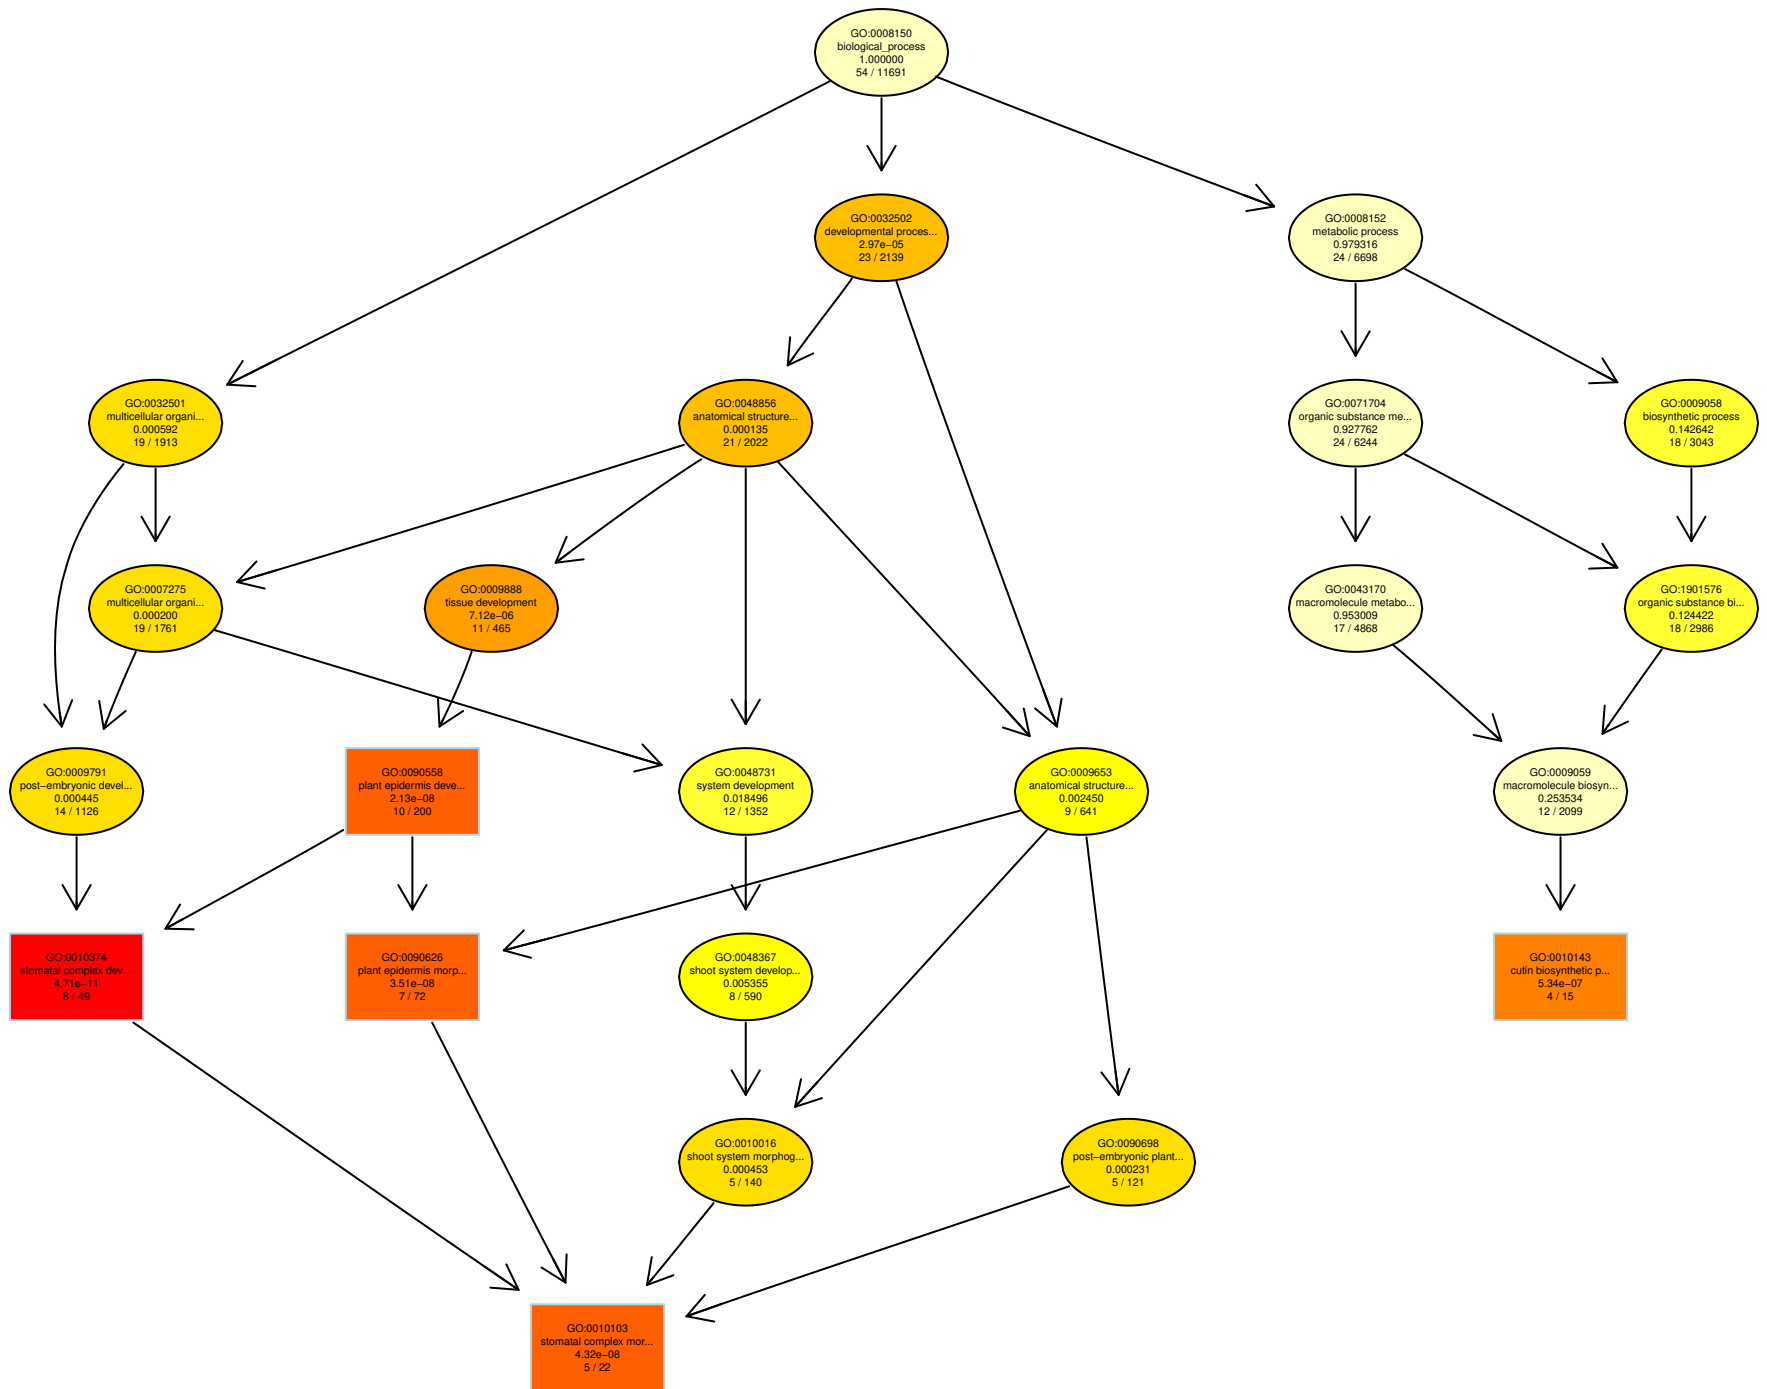 GO:0008150
biological_process
1.000000
54 / 11691
GO:0032502
developmental proces...
2.97e−05
23 / 2139
GO:0008152
metabolic process
0.979316
24 / 6698
GO:0032501
multicellular organi...
0.000592
19 / 1913
GO:0048856
anatomical structure...
0.000135
21 / 2022
GO:0071704
organic substance me...
0.927762
24 / 6244
GO:0009058
biosynthetic process
0.142642
18 / 3043
GO:0007275
multicellular organi...
0.000200
19 / 1761
GO:0009888
tissue development
7.12e−06
11 / 465
GO:0043170
macromolecule metabo...
0.953009
17 / 4868
GO:1901576
organic substance bi...
0.124422
18 / 2986
GO:0009791
post−embryonic devel...
0.000445
14 / 1126
GO:0090558
plant epidermis deve...
2.13e−08
10 / 200
GO:0048731
system development
0.018496
12 / 1352
GO:0009653
anatomical structure...
0.002450
9 / 641
GO:0009059
macromolecule biosyn...
0.253534
12 / 2099
GO:0010374
stomatal complex dev...
4.71e−11
8 / 49
GO:0090626
plant epidermis morp...
3.51e−08
7 / 72
GO:0048367
shoot system develop...
0.005355
8 / 590
GO:0010143
cutin biosynthetic p...
5.34e−07
4 / 15
GO:0010016
shoot system morphog...
0.000453
5 / 140
GO:0090698
post−embryonic plant...
0.000231
5 / 121
GO:0010103
stomatal complex mor...
4.32e−08
5 / 22